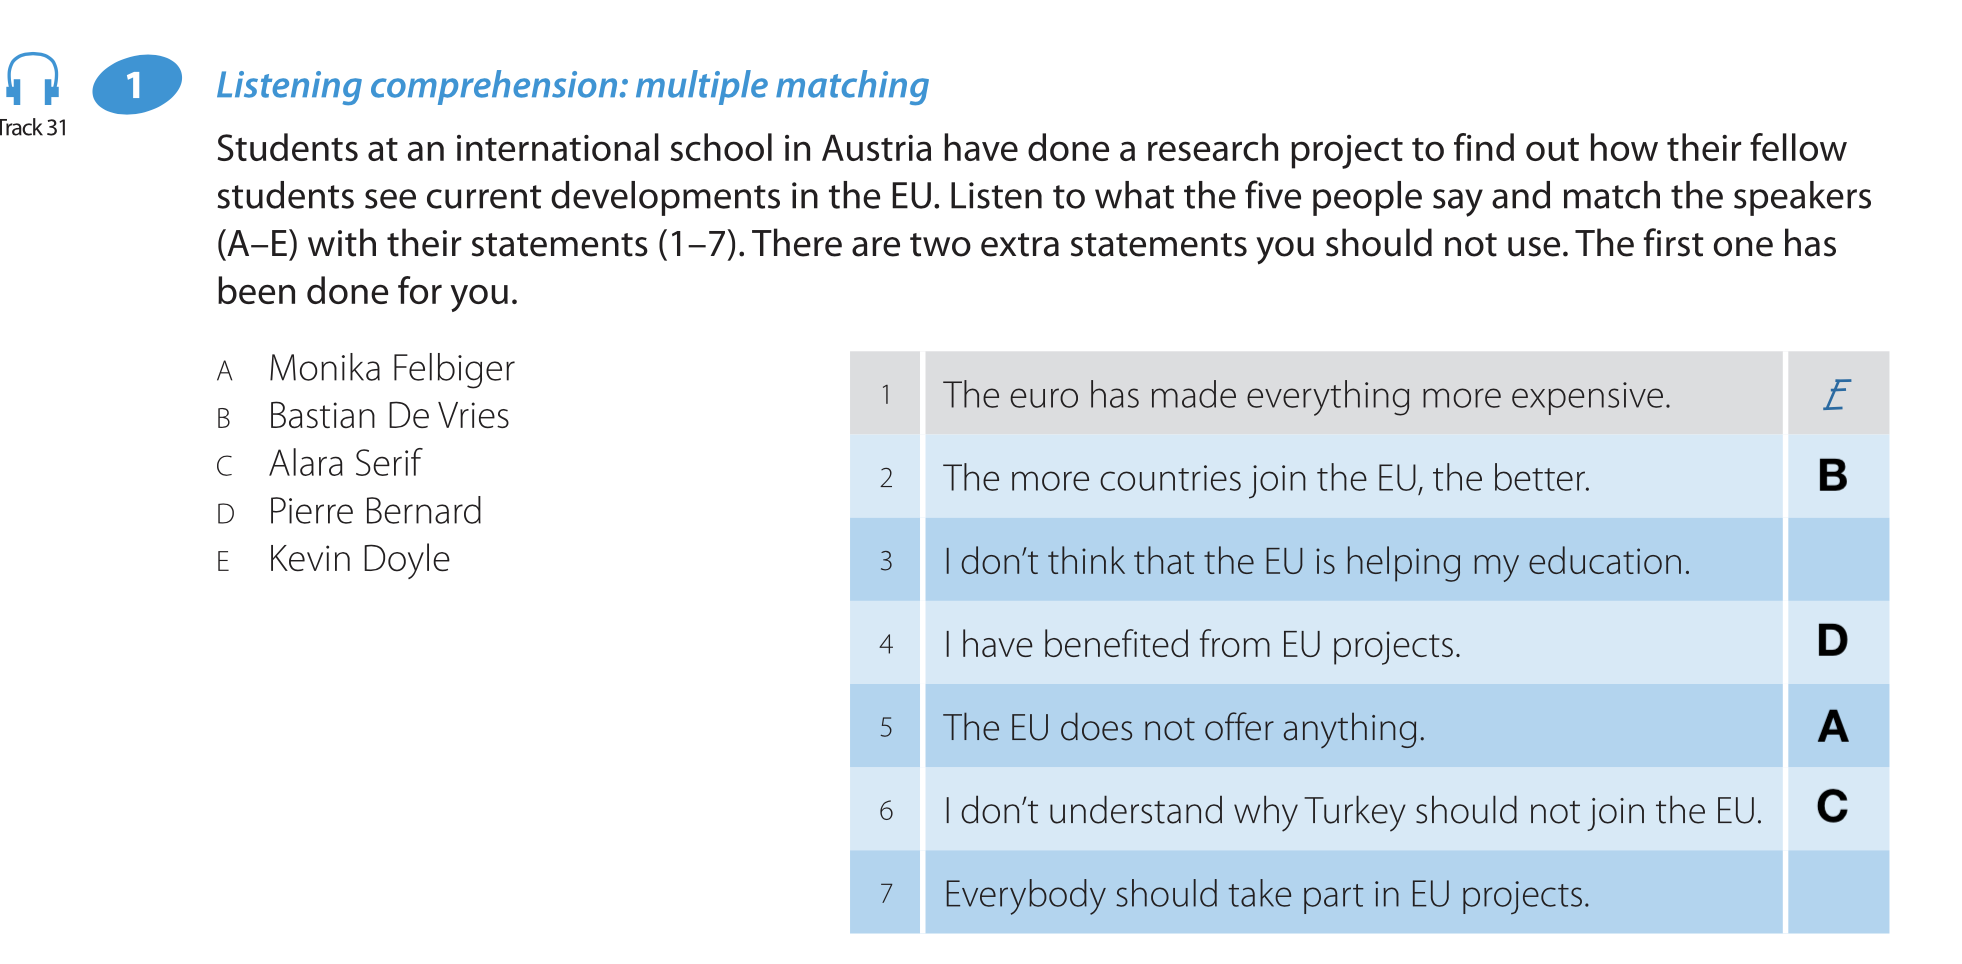 1 Listening comprehension: multiple matching
Track 31
Students at an international school in Austria have done a research project to find out how their fellow
students see current developments in the EU. Listen to what the five people say and match the speakers
(A–E) with their statements (1–7). There are two extra statements you should not use. The first one has
been done for you.
A Monika Felbiger
B Bastian De Vries
C Alara Serif
D Pierre Bernard
E Kevin Doyle
1 The euro has made everything more expensive. E
2 The more countries join the EU, the better. B
3 I don’t think that the EU is helping my education.
4 I have benefited from EU projects. D
5 The EU does not offer anything. A
6 I don’t understand why Turkey should not join the EU. C
7 Everybody should take part in EU projects.